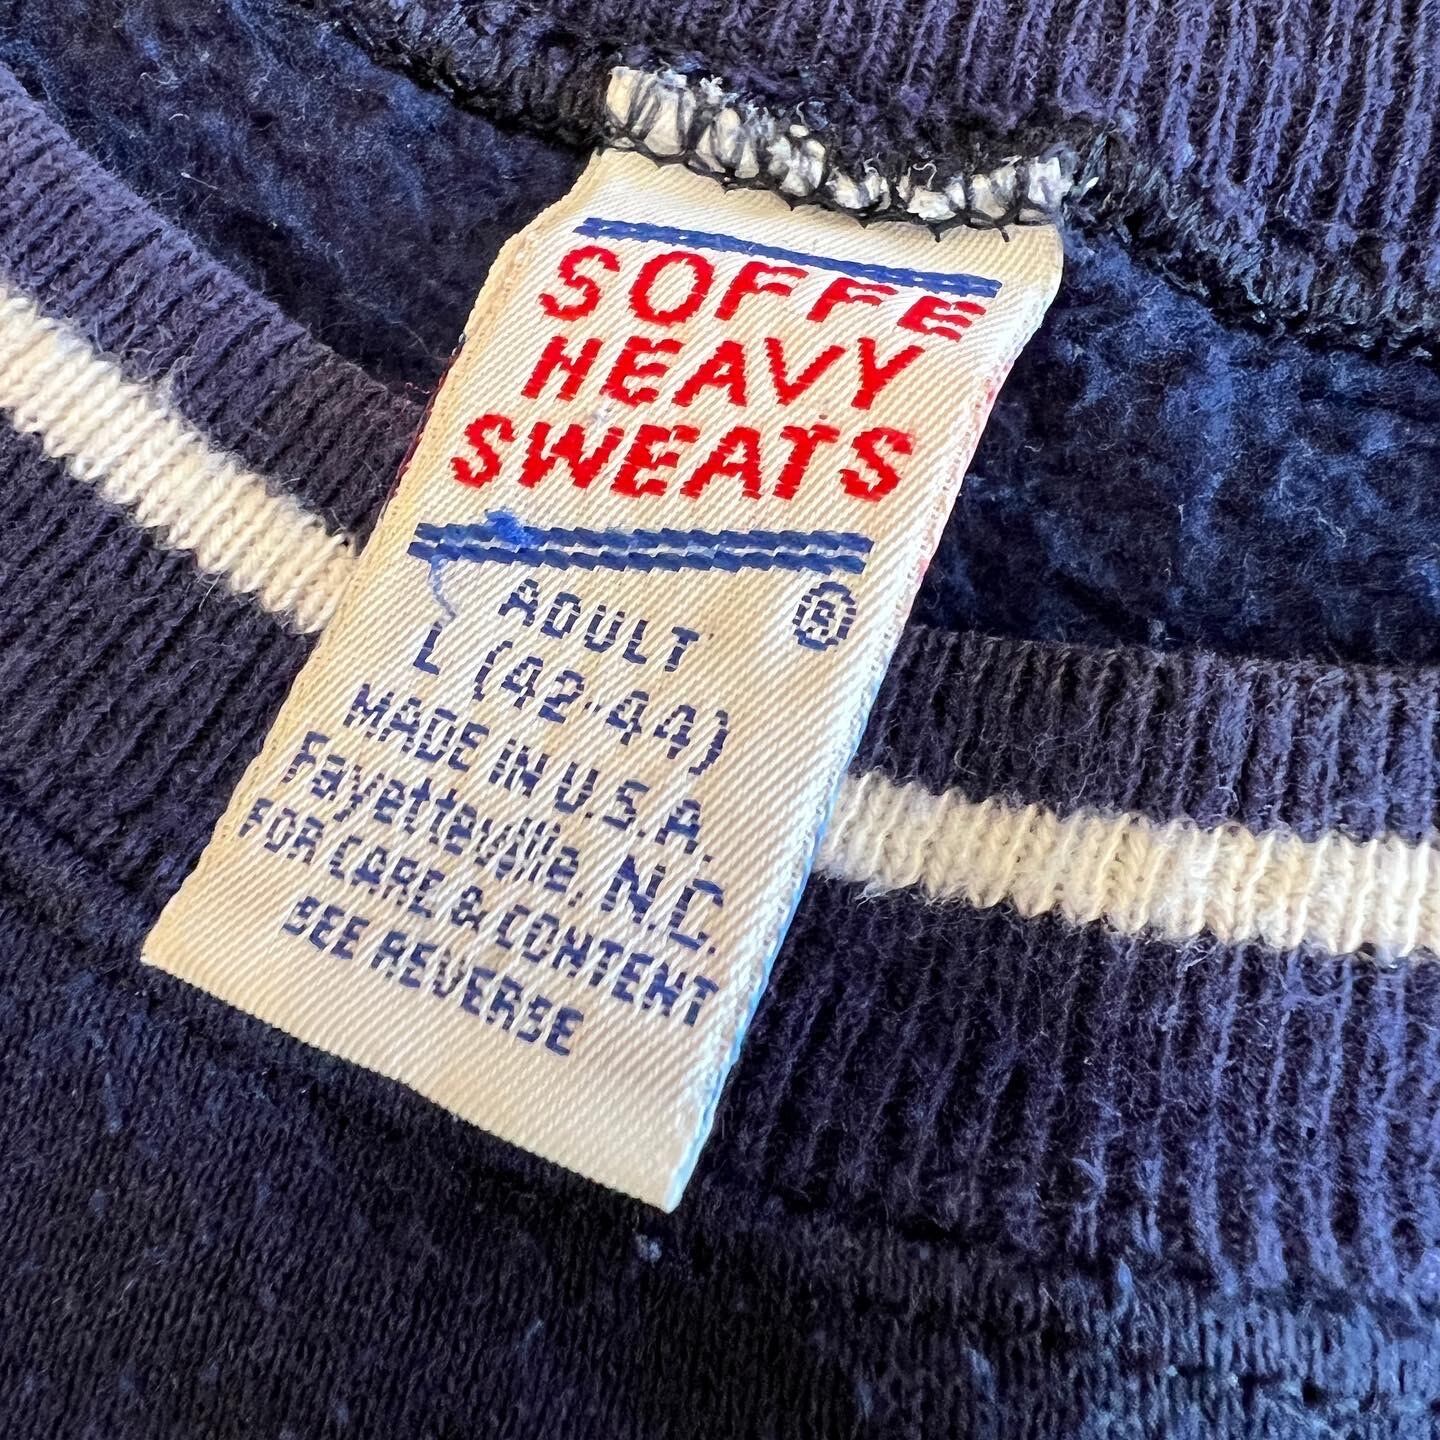 SOFFE
HEAVY
SWEATS
®
ADULT
L (42-44)
MADE IN U.S.A.
Fayetteville, N.C.
FOR CARE & CONTENT
SEE REVERSE